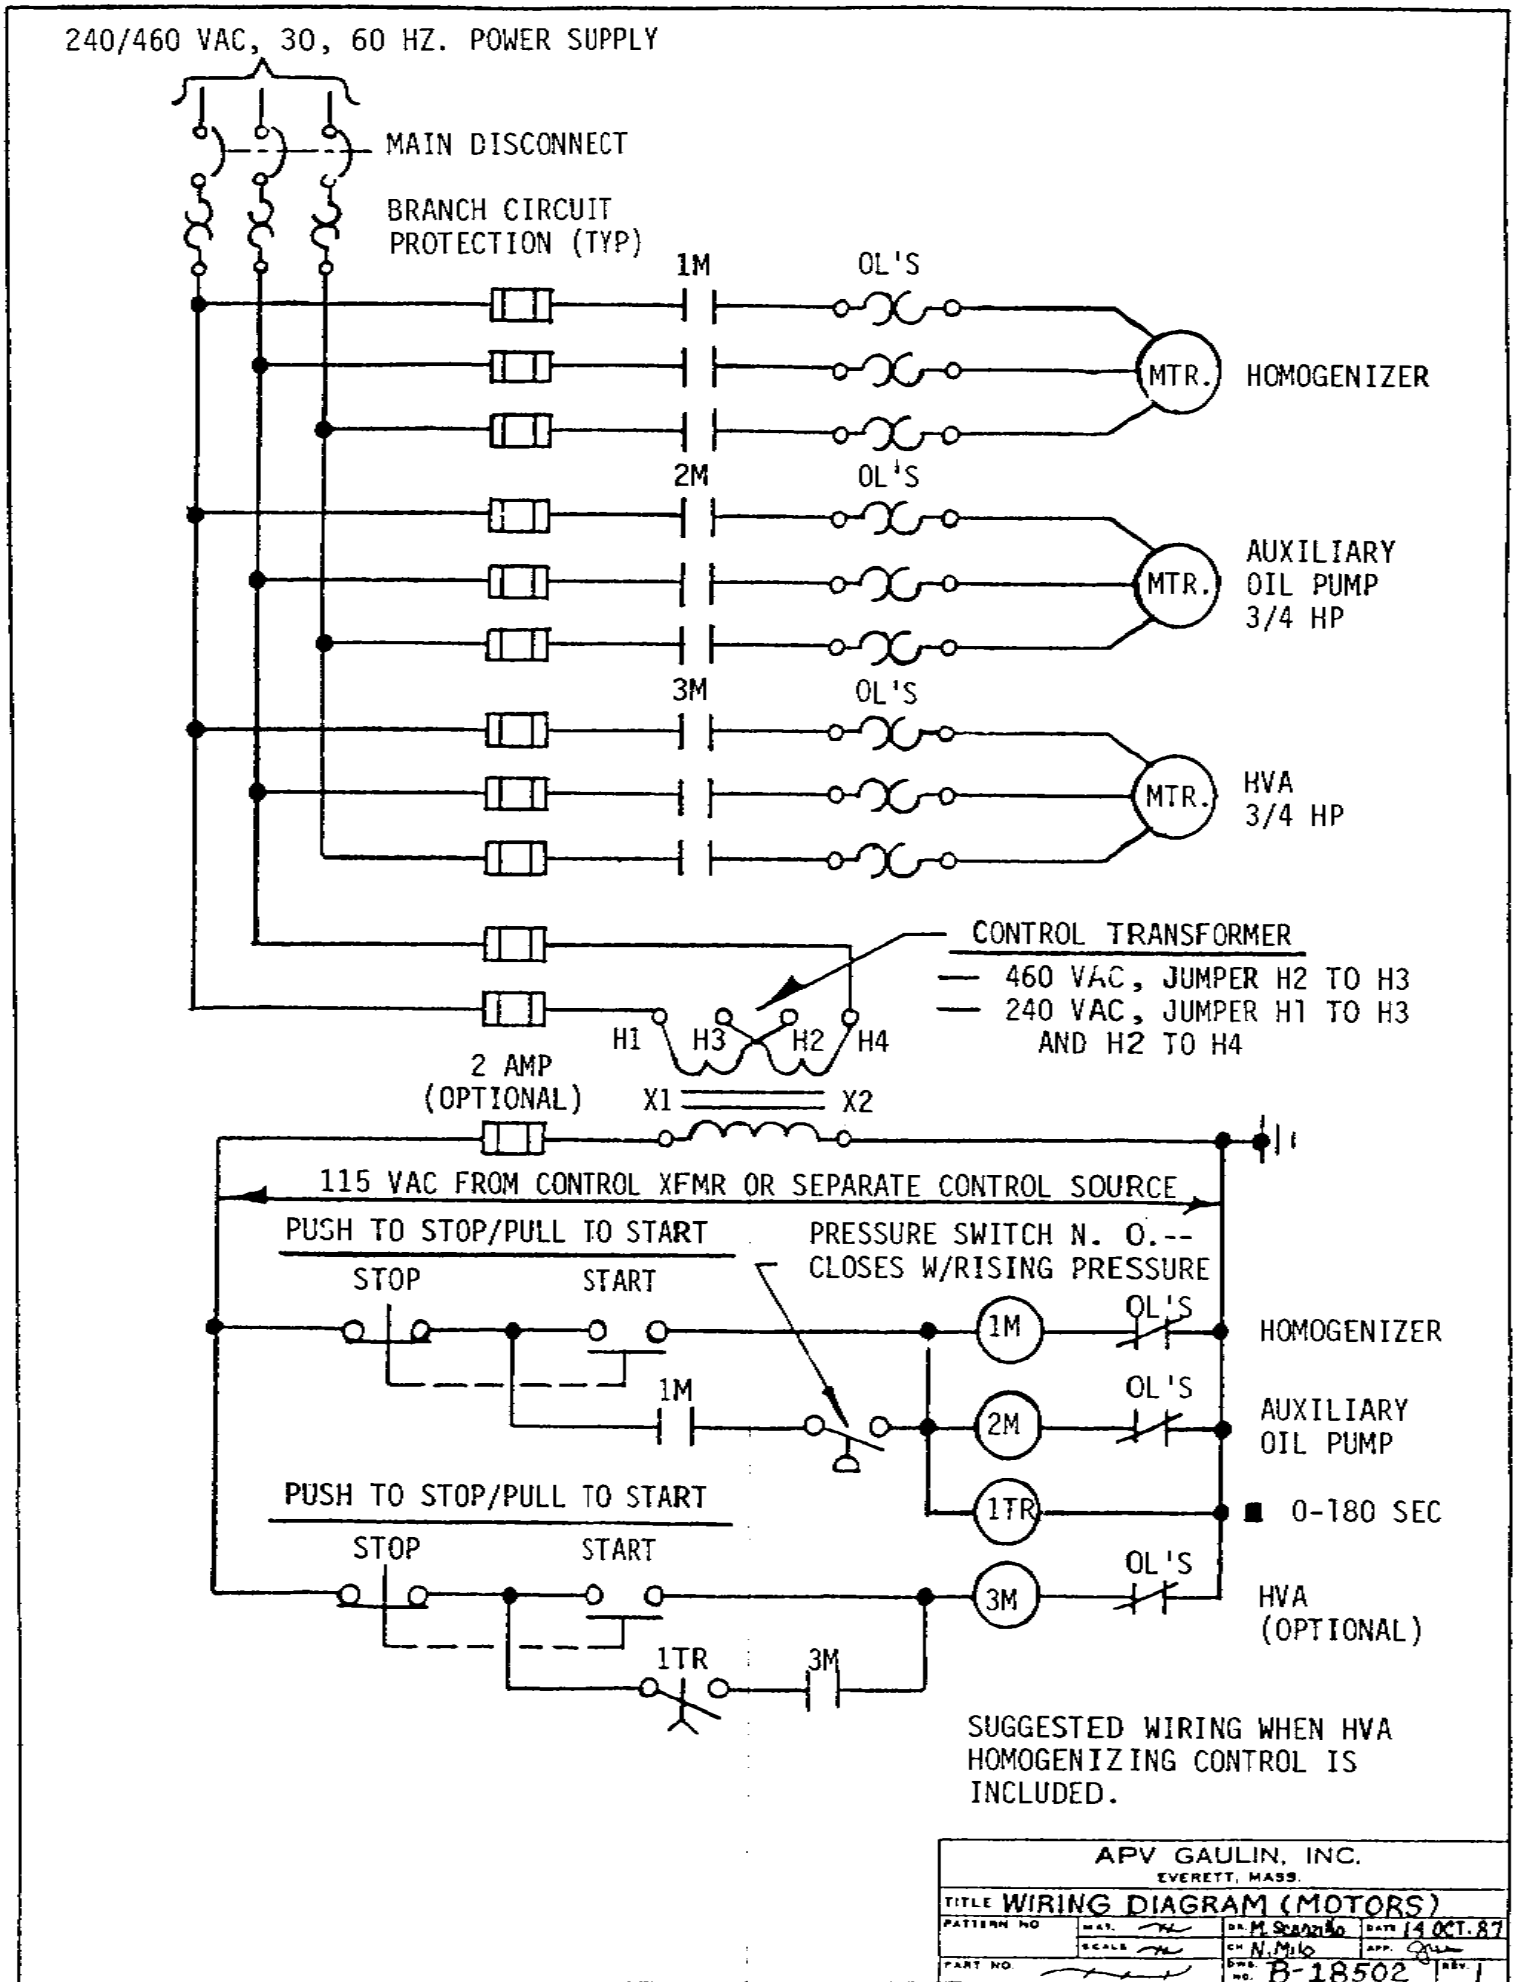 240/460 VAC, 30, 60 HZ. POWER SUPPLY
MAIN DISCONNECT
BRANCH CIRCUIT
PROTECTION (TYP)
1M
OL'S
MTR.
HOMOGENIZER
2M
OL'S
MTR.
AUXILIARY
OIL PUMP
3/4 HP
3M
OL'S
MTR.
HVA
3/4 HP
CONTROL TRANSFORMER
— 460 VAC, JUMPER H2 TO H3
— 240 VAC, JUMPER H1 TO H3
AND H2 TO H4
H1 H3 H2 H4
2 AMP
(OPTIONAL)
X1 X2
115 VAC FROM CONTROL XFMR OR SEPARATE CONTROL SOURCE
PUSH TO STOP/PULL TO START
PRESSURE SWITCH N. O.--
CLOSES W/RISING PRESSURE
STOP START
1M
OL'S
HOMOGENIZER
1M
2M
OL'S
AUXILIARY
OIL PUMP
PUSH TO STOP/PULL TO START
1TR
0-180 SEC
STOP START
3M
OL'S
HVA
(OPTIONAL)
1TR
3M
SUGGESTED WIRING WHEN HVA
HOMOGENIZING CONTROL IS
INCLUDED.
APV GAULIN, INC.
EVERETT, MASS.
TITLE WIRING DIAGRAM (MOTORS)
PATTERN NO
MAT.
DR. M. DATE 14 OCT. 87
SCALE
CH N. Milo APP.
PART NO.
DWG. NO. B-18502 REV. 1